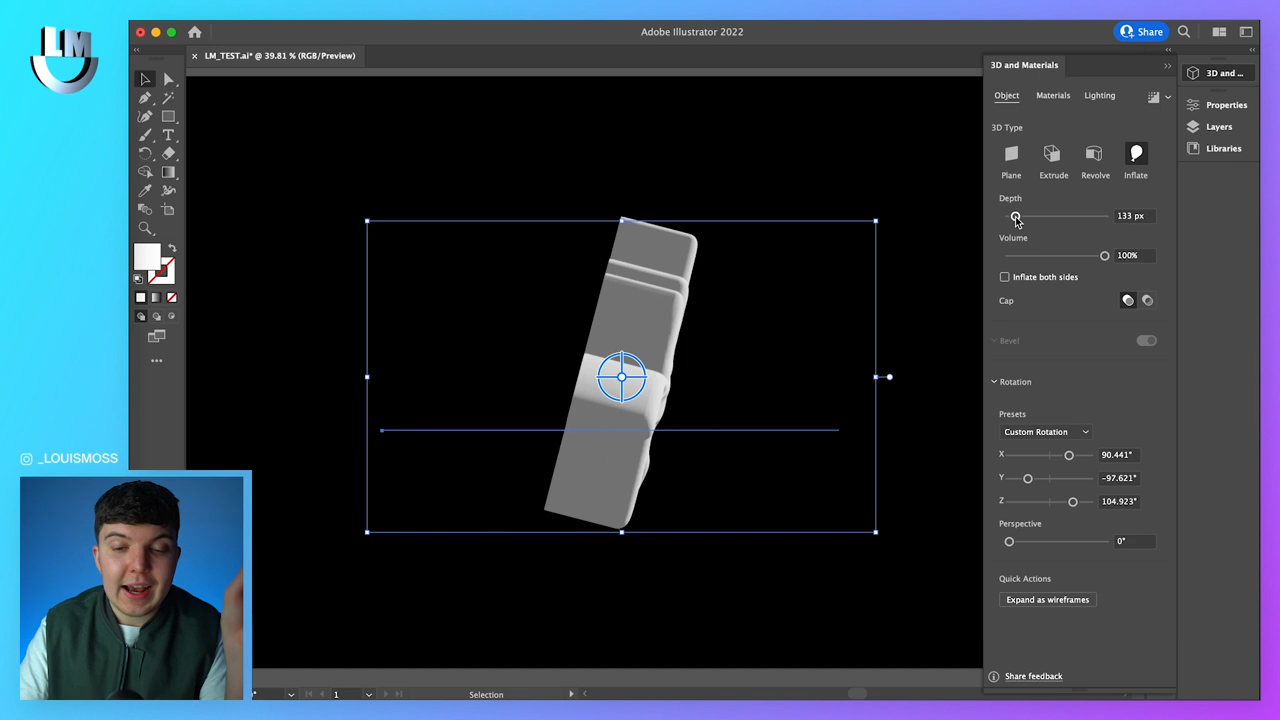 LM
Adobe Illustrator 2022
Share
LM_TEST.ai* @ 39.81 % (RGB/Preview)
3D and Materials
3D and ...
Object
Materials
Lighting
Properties
Layers
Libraries
3D Type
Plane
Extrude
Revolve
Inflate
Depth
133 px
Volume
100%
Inflate both sides
Cap
Bevel
Rotation
Presets
Custom Rotation
X
90.441°
Y
-97.621°
Z
104.923°
Perspective
0°
Quick Actions
Expand as wireframes
Share feedback
_LOUISMOSS
1
Selection